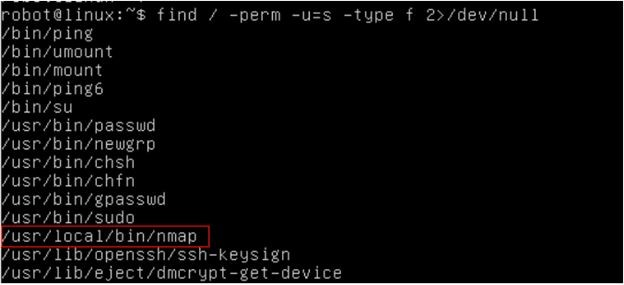 robot@linux:~$ find / -perm -u=s -type f 2>/dev/null
/bin/ping
/bin/umount
/bin/mount
/bin/ping6
/bin/su
/usr/bin/passwd
/usr/bin/newgrp
/usr/bin/chsh
/usr/bin/chfn
/usr/bin/gpasswd
/usr/bin/sudo
/usr/local/bin/nmap
/usr/lib/openssh/ssh-keysign
/usr/lib/eject/dmcrypt-get-device